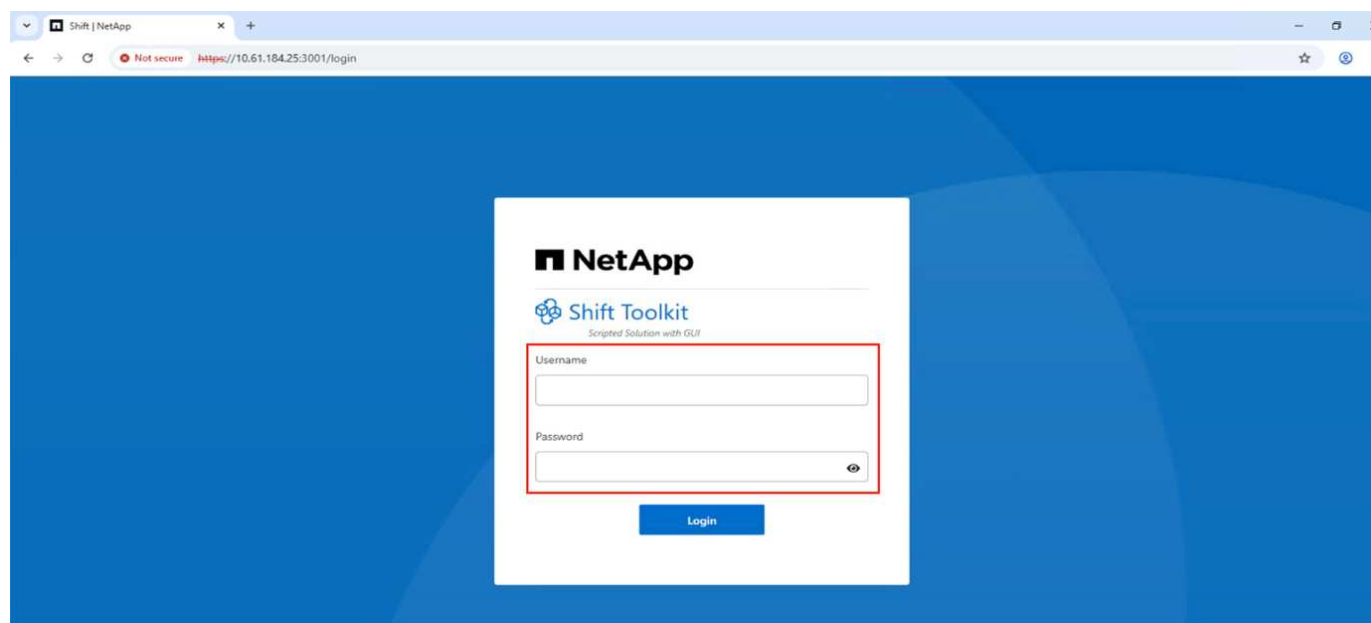 Shift | NetApp
Not secure https://10.61.184.25:3001/login
NetApp
Shift Toolkit
Scripted Solution with GUI
Username
Password
Login